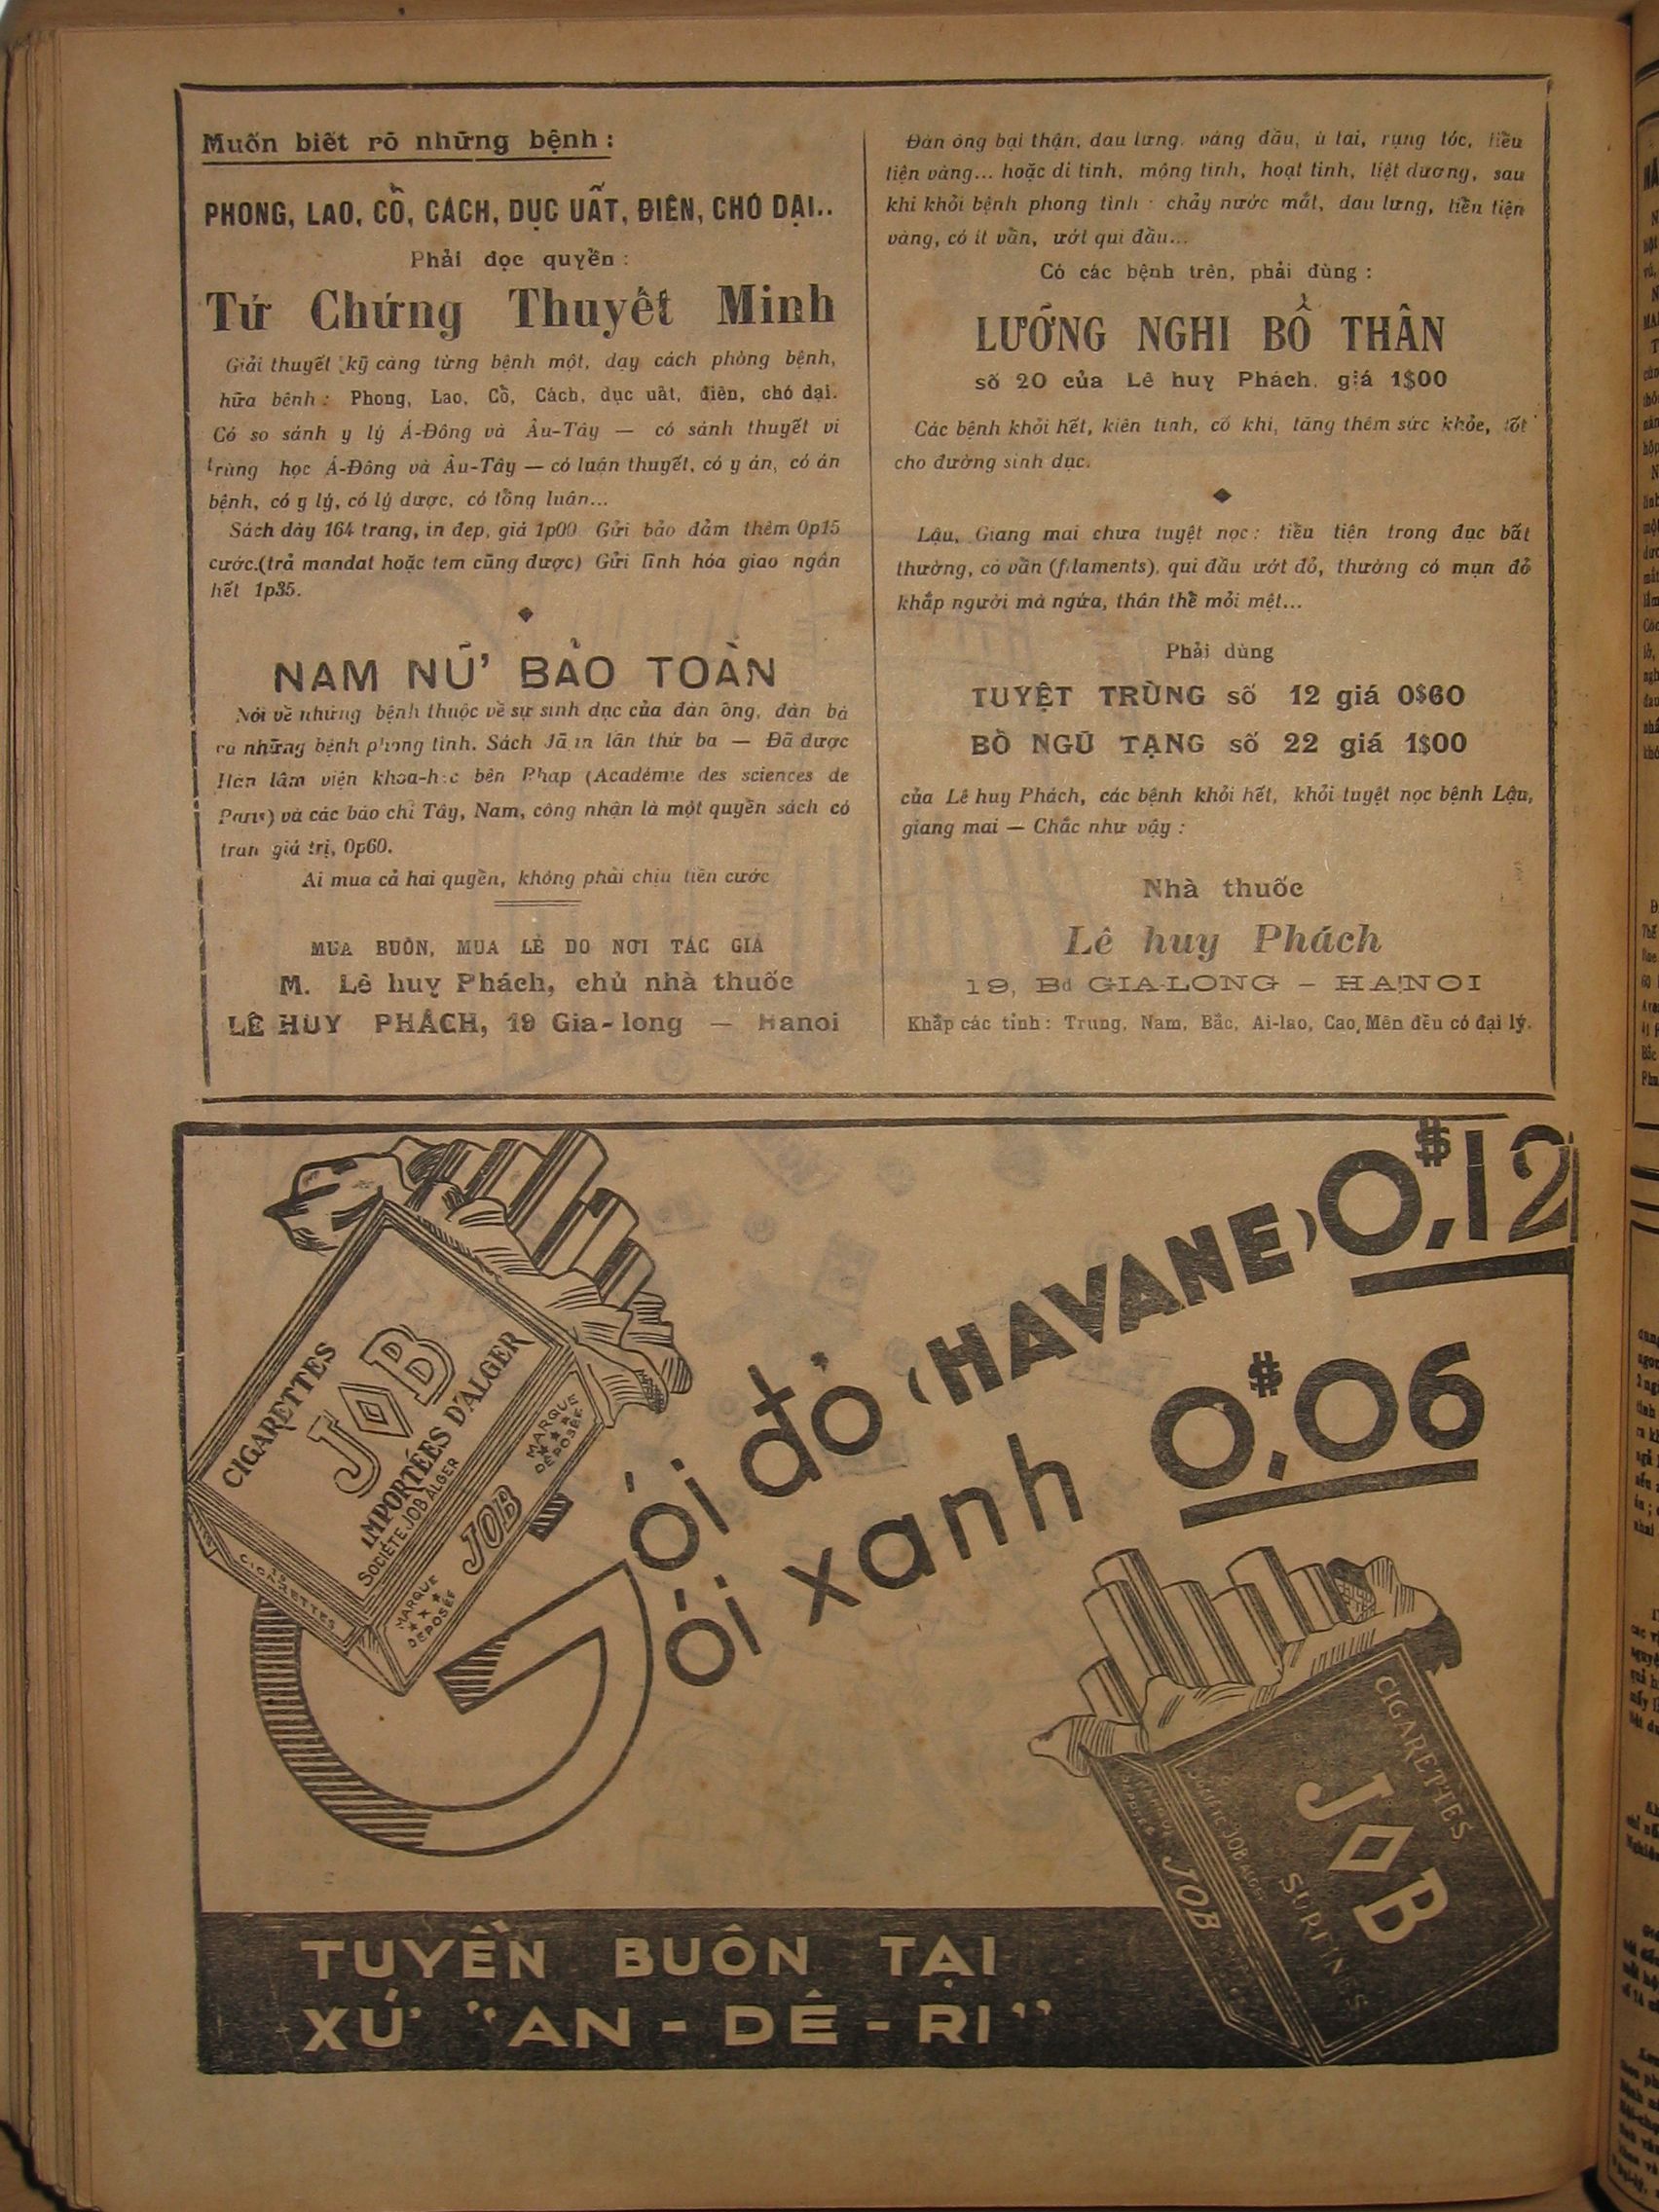 Muốn biết rõ những bệnh :
PHONG, LAO, CỔ, CÁCH, DỤC UẤT, ĐIÊN, CHÓ DẠI..
Phải đọc quyển :
Tứ Chứng Thuyết Minh
Giải thuyết kỹ càng từng bệnh một, dạy cách phòng bệnh,
hữa bênh : Phong, Lao, Cổ, Cách, dục uất, điên, chó dại.
Có so sánh y lý Á-Đông và Âu-Tây — có sánh thuyết vi
trùng học Á-Đông và Âu-Tây — có luận thuyết, có y án, có án
bệnh, có y lý, có lý dược, có tổng luận...
Sách dày 164 trang, in đẹp, giá 1p00 Gửi bảo đảm thêm 0p15
cước.(trả mandat hoặc tem cũng được) Gửi lĩnh hóa giao ngân
hết 1p35.
NAM NỮ BẢO TOÀN
Nói về những bệnh thuộc về sự sinh dục của đàn ông, đàn bà
và những bệnh phong tình. Sách Jã in lần thứ ba — Đã được
Hàn lâm viện khoa-học bên Pháp (Académie des sciences de
Paris) và các báo chí Tây, Nam, công nhận là một quyển sách có
gía trị, 0p60.
Ai mua cả hai quyển, không phải chịu tiền cước
MUA BUÔN, MUA LẺ DO NƠI TÁC GIẢ
M. Lê huy Phách, chủ nhà thuốc
LÊ HUY PHÁCH, 19 Gia-long — Hanoi
Đàn ông bại thận, đau lưng, váng đầu, ù tai, rụng tóc, tiểu
tiện vàng... hoặc di tinh, mộng tinh, hoạt tinh, liệt dương, sau
khi khỏi bệnh phong tình : chảy nước mắt, đau lưng, tiểu tiện
vàng, có ít vẩn, ướt qui đầu...
Có các bệnh trên, phải dùng :
LƯỠNG NGHI BỔ THẬN
số 20 của Lê huy Phách, giá 1$00
Các bệnh khỏi hết, kiên tinh, cố khí, tăng thêm sức khỏe, tốt
cho đường sinh dục.
Lậu, Giang mai chưa tuyệt nọc : tiểu tiện trong đục bất
thường, có vẩn (filaments), qui đầu ướt đỏ, thường có mụn đỏ
khắp người mà ngứa, thân thể mỏi mệt...
Phải dùng
TUYỆT TRÙNG số 12 giá 0$60
BỔ NGŨ TẠNG số 22 giá 1$00
của Lê huy Phách, các bệnh khỏi hết, khỏi tuyệt nọc bệnh Lậu,
giang mai — Chắc như vậy :
Nhà thuốc
Lê huy Phách
19, Bd GIA-LONG — HANOI
Khắp các tỉnh : Trung, Nam, Bắc, Ai-lao, Cao, Mên đều có đại lý.
CIGARETTES
JOB
IMPORTÉES D'ALGER
SOCIÉTÉ JOB ALGER
MARQUE DÉPOSÉE
JOB
MARQUE DÉPOSÉE
CIGARETTES
Gói đỏ (HAVANE) 0$,12
Gói xanh 0$,06
CIGARETTES
JOB
SURFINES
SOCIÉTÉ JOB ALGER
MARQUE DÉPOSÉE
JOB
TUYỀN BUÔN TẠI
XỨ "AN-DÊ-RI"